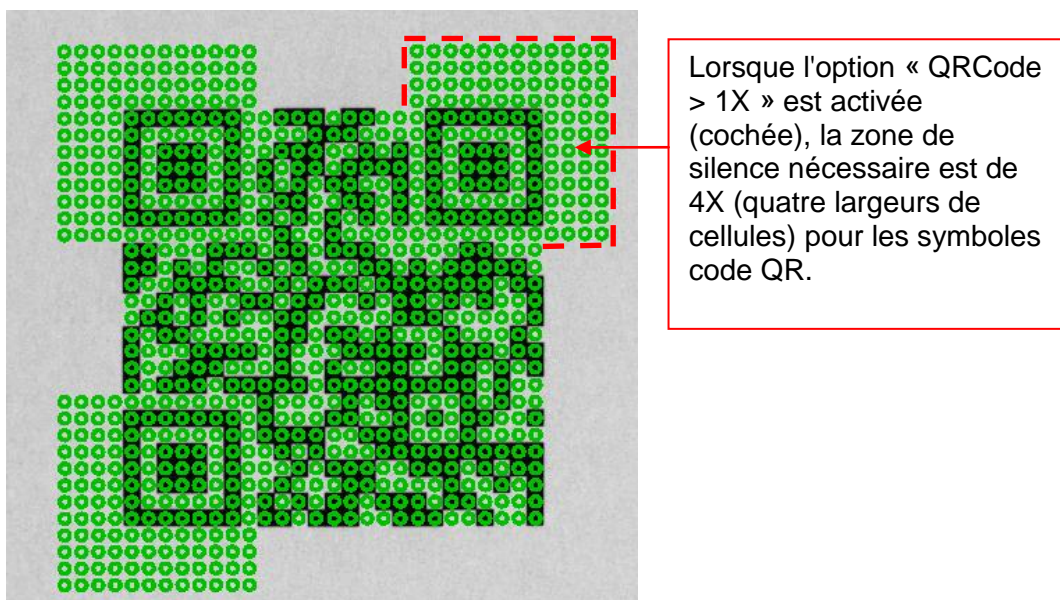 Lorsque l'option « QRCode
> 1X » est activée
(cochée), la zone de
silence nécessaire est de
4X (quatre largeurs de
cellules) pour les symboles
code QR.